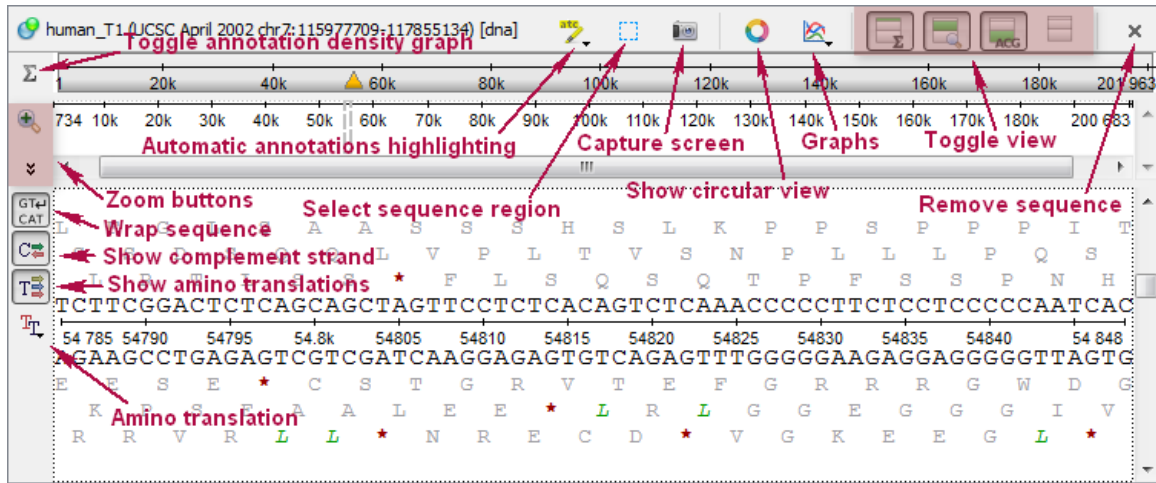 human_T1 (UCSC April 2002 chr7:115977709-117855134) [dna]
Toggle annotation density graph
Σ 1 20k 40k 60k 80k 100k 120k 140k 160k 180k 201 963
734 10k 20k 30k 40k 50k 60k 70k 80k 90k 100k 110k 120k 130k 140k 150k 160k 170k 180k 200 683
Automatic annotations highlighting Capture screen Graphs Toggle view
Zoom buttons Select sequence region Show circular view Remove sequence
GT CAT Wrap sequence
L G L S A A S S S H S L K P P S P P P I T
C Show complement strand
Q L V P L T V S N P L L L P Q S
T Show amino translations
L S * F L S Q S Q T P F S S P N H
TCTTCGGACTCTCAGCAGCTAGTTCCTCTCACAGTCTCAAACCCCCTTCTCCTCCCCCAATCAC
54 785 54790 54795 54.8k 54805 54810 54815 54820 54825 54830 54835 54840 54 848
AGAAGCCTGAGAGTCGTCGATCAAGGAGAGTGTCAGAGTTTGGGGGAAGAGGAGGGGGTTAGTG
E E S E * C S T G R V T E F G R R R G W D G
Amino translation
K P S E A A L E E * L R L G G E G G G I V
R R V R L L * N R E C D * V G K E E G L *